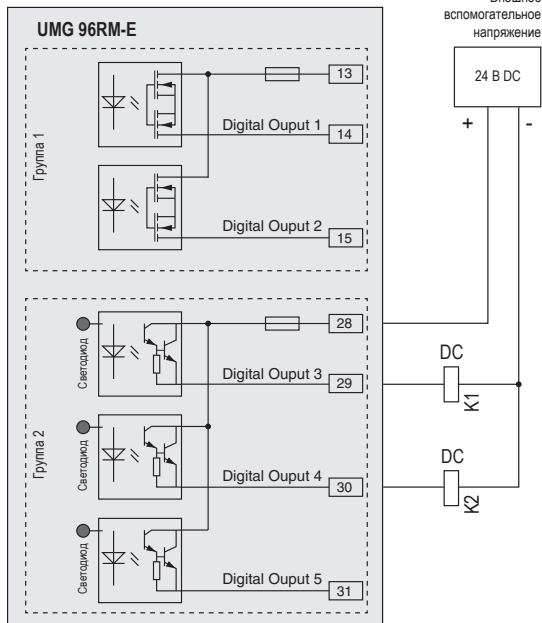 Внешнее
вспомогательное
напряжение
24 В DC
+ -
UMG 96RM-E
Группа 1
13
Digital Ouput 1
14
Digital Ouput 2
15
Группа 2
Светодиод
28
Digital Ouput 3
29
DC
K1
Светодиод
Digital Ouput 4
30
DC
K2
Светодиод
Digital Ouput 5
31